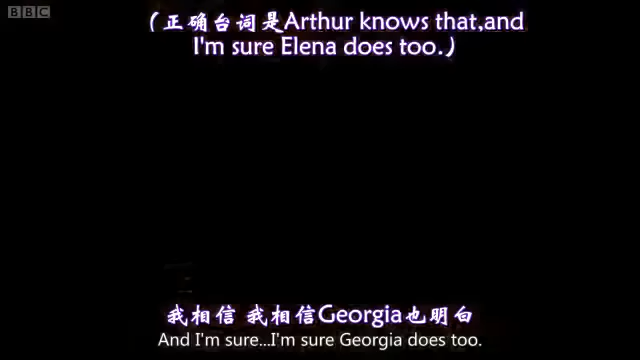 BBC
(正确台词是Arthur knows that,and
I'm sure Elena does too.)
我相信 我相信Georgia也明白
And I'm sure...I'm sure Georgia does too.